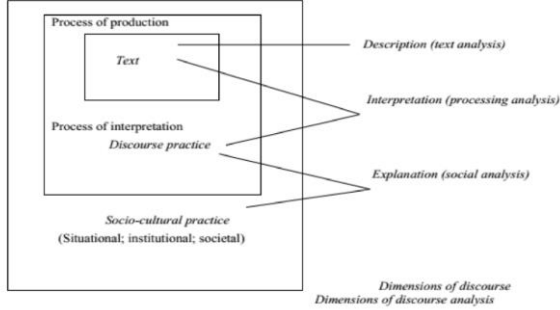 Process of production
Text
Description (text analysis)
Interpretation (processing analysis)
Process of interpretation
Discourse practice
Explanation (social analysis)
Socio-cultural practice
(Situational; institutional; societal)
Dimensions of discourse
Dimensions of discourse analysis